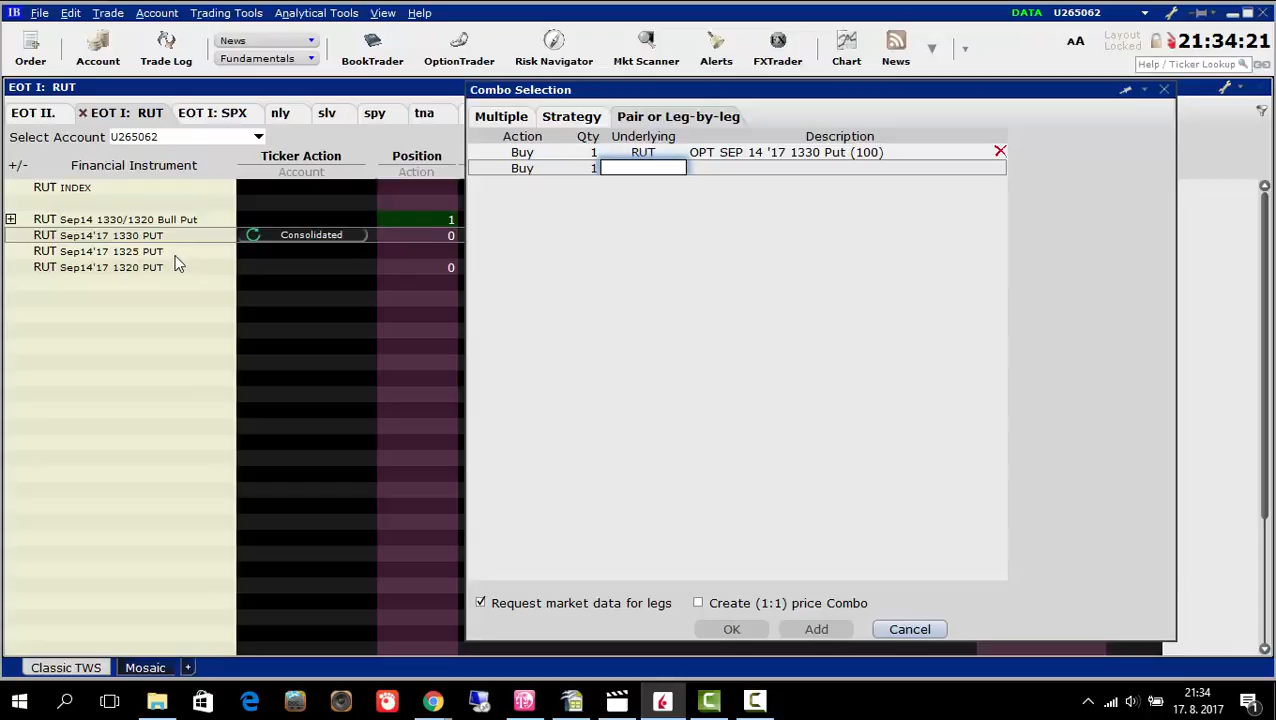 IB File Edit Trade Account Trading Tools Analytical Tools View Help DATA U265062
Order Account Trade Log News Fundamentals BookTrader OptionTrader Risk Navigator Mkt Scanner Alerts FXTrader Chart News AA Layout Locked 21:34:21
Help / Ticker Lookup
EOT I: RUT
Combo Selection
EOT II. EOT I: RUT EOT I: SPX nly slv spy tna
Multiple Strategy Pair or Leg-by-leg
Select Account U265062
Action Qty Underlying Description
+/- Financial Instrument Ticker Action Position
Account Action
Buy 1 RUT OPT SEP 14 '17 1330 Put (100)
Buy 1
RUT INDEX
RUT Sep14 1330/1320 Bull Put 1
RUT Sep14'17 1330 PUT Consolidated 0
RUT Sep14'17 1325 PUT
RUT Sep14'17 1320 PUT 0
Request market data for legs Create (1:1) price Combo
OK Add Cancel
Classic TWS Mosaic +
21:34
17. 8. 2017